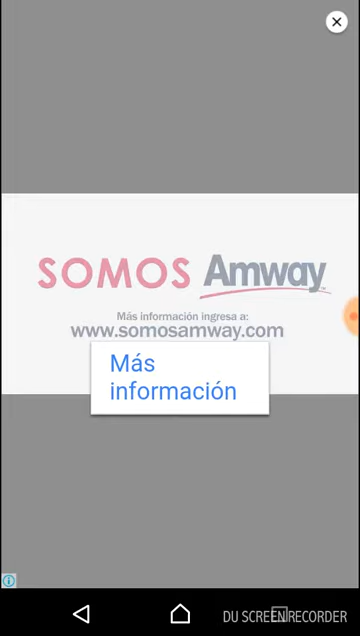 SOMOS Amway
Más información ingresa a:
www.somosamway.com
Más
información
DU SCREEN RECORDER